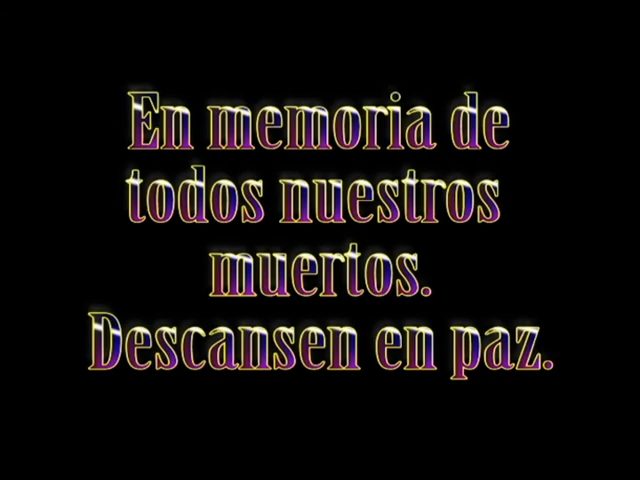 En memoria de
todos nuestros
muertos.
Descansen en paz.